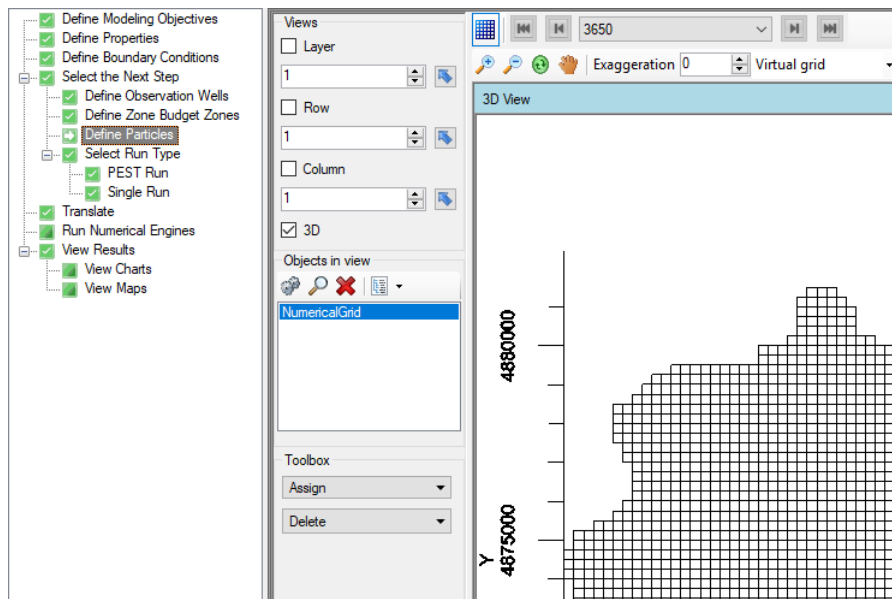 Define Modeling Objectives
Define Properties
Define Boundary Conditions
Select the Next Step
Define Observation Wells
Define Zone Budget Zones
Define Particles
Select Run Type
PEST Run
Single Run
Translate
Run Numerical Engines
View Results
View Charts
View Maps
Views
Layer
1
Row
1
Column
1
3D
Objects in view
NumericalGrid
Toolbox
Assign
Delete
3650
Exaggeration 0 Virtual grid
3D View
4880000
4875000
Y